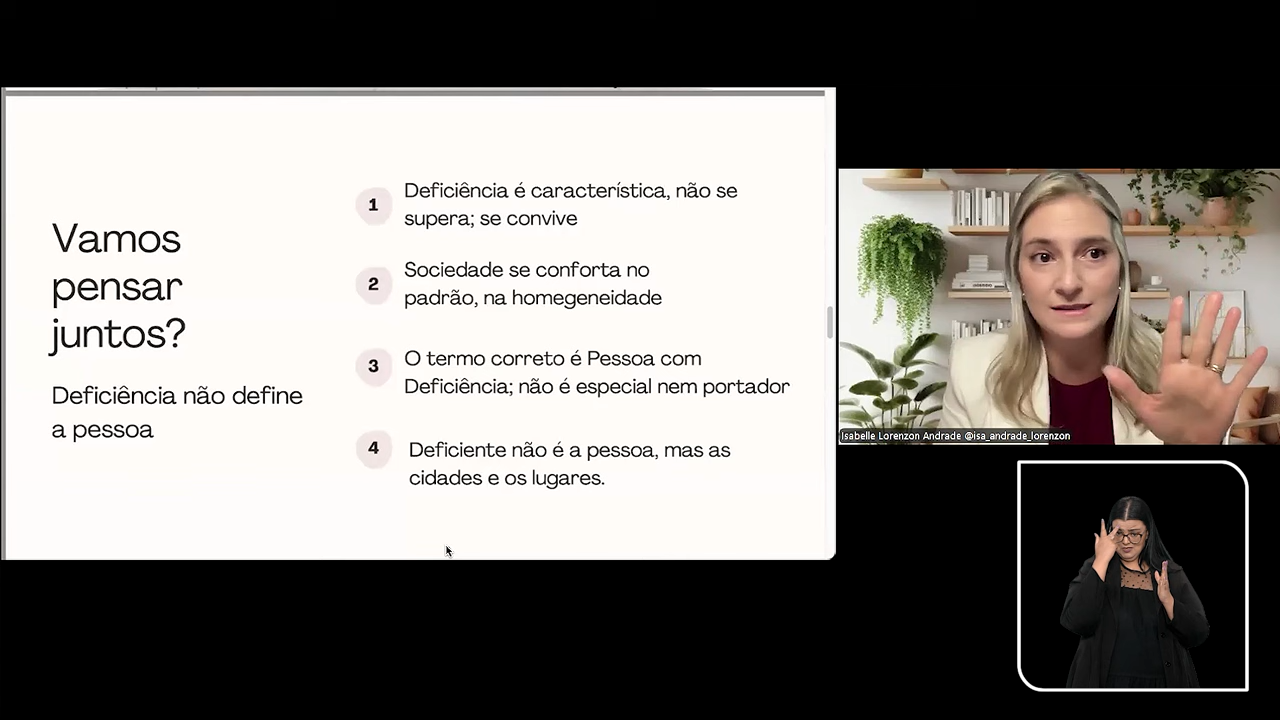 Vamos
pensar
juntos?
Deficiência não define
a pessoa
1
Deficiência é característica, não se
supera; se convive
2
Sociedade se conforta no
padrão, na homegeneidade
3
O termo correto é Pessoa com
Deficiência; não é especial nem portador
4
Deficiente não é a pessoa, mas as
cidades e os lugares.
Isabelle Lorenzon Andrade @isa_andrade_lorenzon